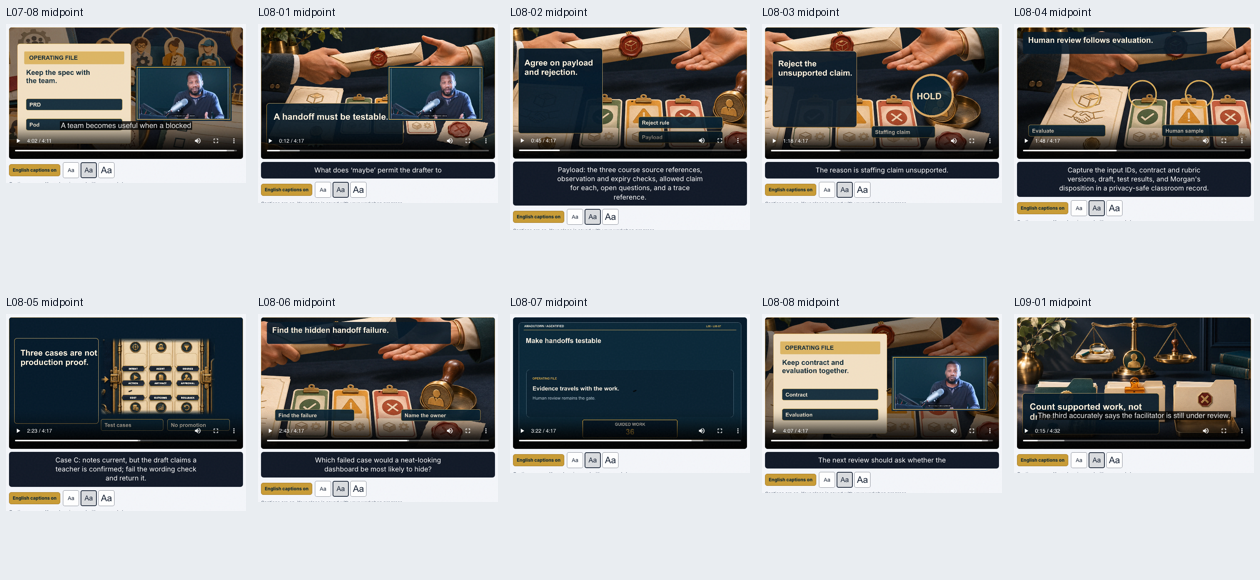 L07-08 midpoint
OPERATING FILE
Keep the spec with
the team.
PRD
Pod
A team becomes useful when a blocked
4:02 / 4:11
English captions on
Aa
Aa
Aa
L08-01 midpoint
A handoff must be testable.
0:12 / 4:17
What does 'maybe' permit the drafter to
English captions on
Aa
Aa
Aa
L08-02 midpoint
Agree on payload
and rejection.
Reject rule
Payload
0:45 / 4:17
Payload: the three course source references,
observation and expiry checks, allowed claim
for each, open questions, and a trace
reference.
English captions on
Aa
Aa
Aa
L08-03 midpoint
Reject the
unsupported claim.
HOLD
Staffing claim
1:18 / 4:17
The reason is staffing claim unsupported.
English captions on
Aa
Aa
Aa
L08-04 midpoint
Human review follows evaluation.
Evaluate
Human sample
1:48 / 4:17
Capture the input IDs, contract and rubric
versions, draft, test results, and Morgan's
disposition in a privacy-safe classroom record.
English captions on
Aa
Aa
Aa
L08-05 midpoint
Three cases are not
production proof.
Test cases
No promotion
2:23 / 4:17
Case C: notes current, but the draft claims a
teacher is confirmed; fail the wording check
and return it.
English captions on
Aa
Aa
Aa
L08-06 midpoint
Find the hidden handoff failure.
Find the failure
Name the owner
2:43 / 4:17
Which failed case would a neat-looking
dashboard be most likely to hide?
English captions on
Aa
Aa
Aa
L08-07 midpoint
Make handoffs testable
OPERATING FILE
Evidence travels with the work.
Human review remains the gate.
GUIDED WORK
36
3:22 / 4:17
English captions on
Aa
Aa
Aa
L08-08 midpoint
OPERATING FILE
Keep contract and
evaluation together.
Contract
Evaluation
4:07 / 4:17
The next review should ask whether the
English captions on
Aa
Aa
Aa
L09-01 midpoint
Count supported work, not
The third accurately says the facilitator is still under review.
0:15 / 4:32
English captions on
Aa
Aa
Aa